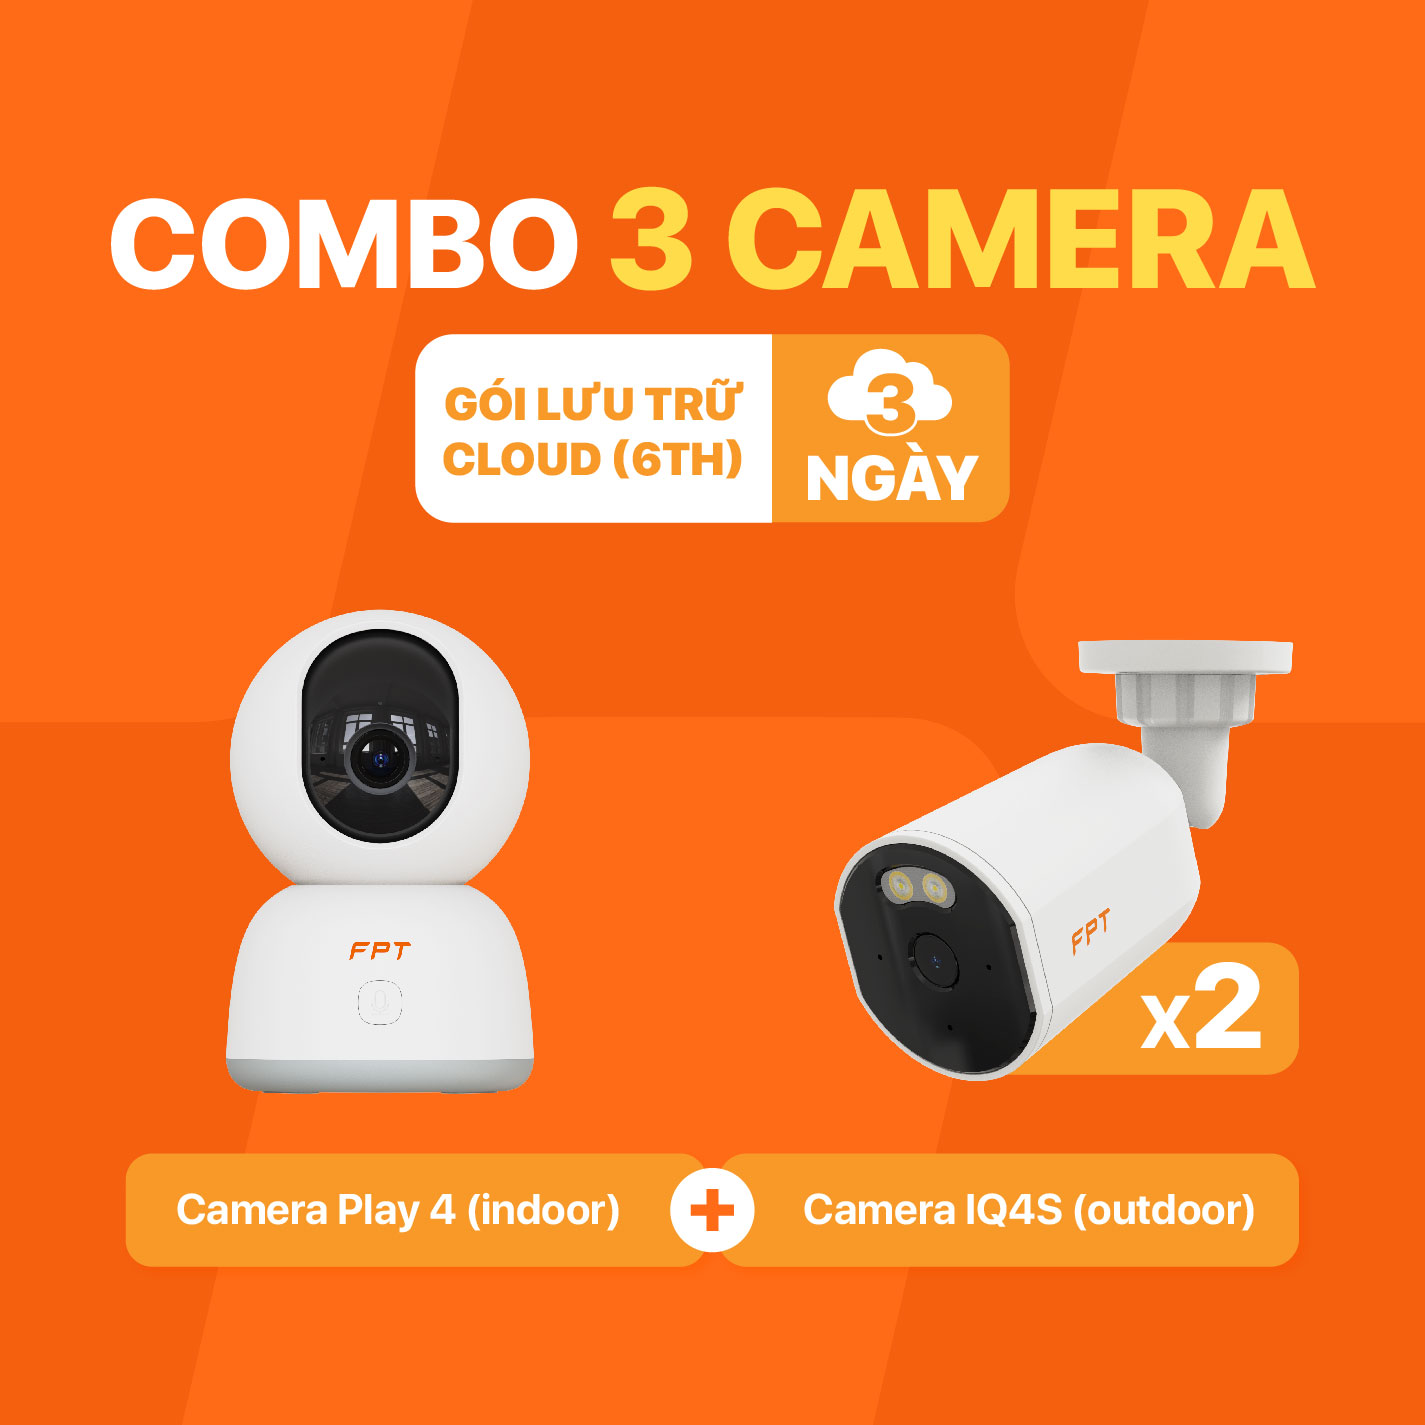 COMBO 3 CAMERA
GÓI LƯU TRỮ
CLOUD (6TH)
3
NGÀY
FPT
FPT
x2
Camera Play 4 (indoor)
+
Camera IQ4S (outdoor)